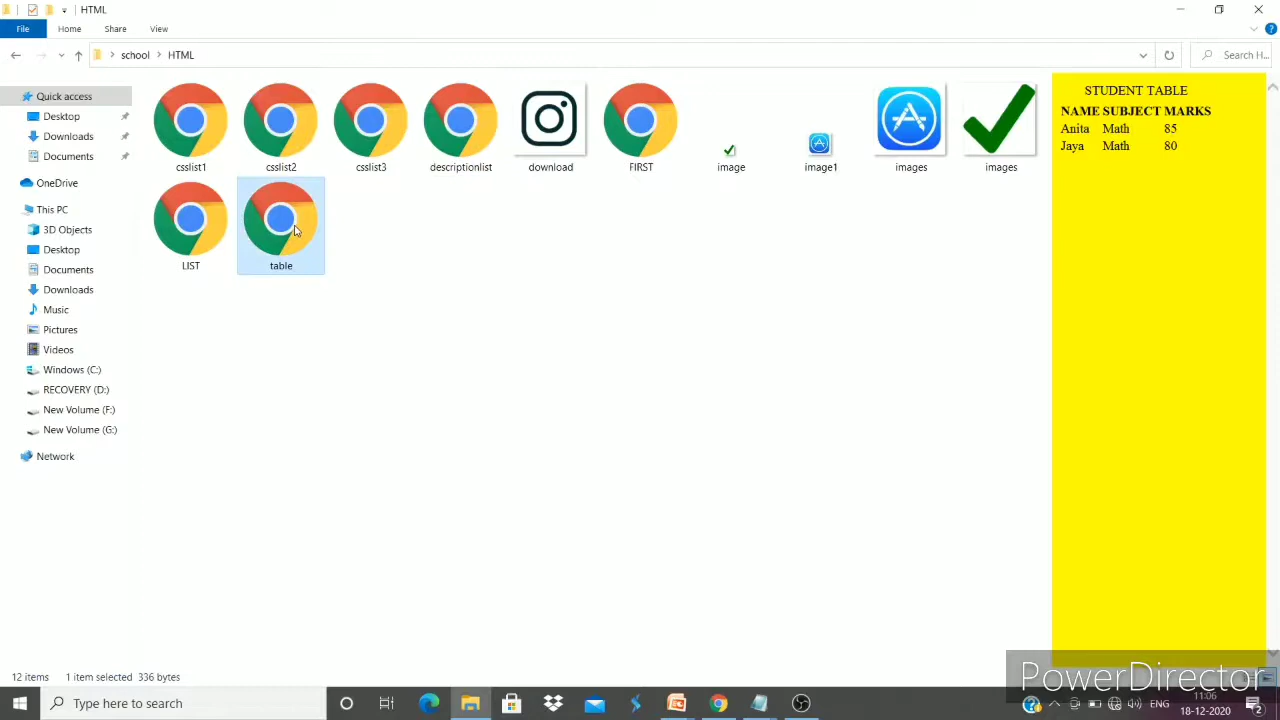 HTML
File Home Share View
school HTML
Search H...
Quick access
Desktop
Downloads
Documents
OneDrive
This PC
3D Objects
Desktop
Documents
Downloads
Music
Pictures
Videos
Windows (C:)
RECOVERY (D:)
New Volume (F:)
New Volume (G:)
Network
csslist1 csslist2 csslist3 descriptionlist download FIRST image image1 images images
LIST table
STUDENT TABLE
NAME SUBJECT MARKS
Anita Math 85
Jaya Math 80
12 items 1 item selected 336 bytes
PowerDirector
Type here to search
ENG
11:06
18-12-2020
2